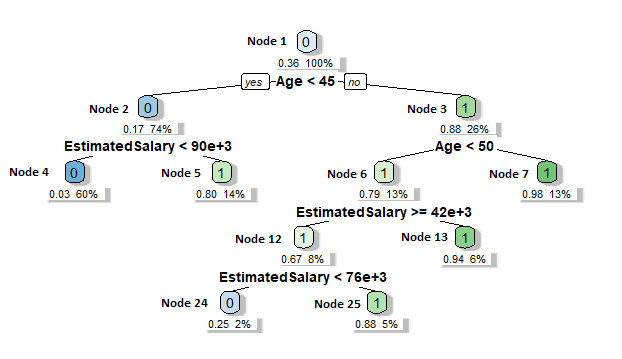 Node 1 0
0.36 100%
yes Age < 45 no
Node 2 0 Node 3 1
0.17 74% 0.88 26%
EstimatedSalary < 90e+3 Age < 50
Node 4 0 Node 5 1 Node 6 1 Node 7 1
0.03 60% 0.80 14% 0.79 13% 0.98 13%
EstimatedSalary >= 42e+3
Node 12 1 Node 13 1
0.67 8% 0.94 6%
EstimatedSalary < 76e+3
Node 24 0 Node 25 1
0.25 2% 0.88 5%